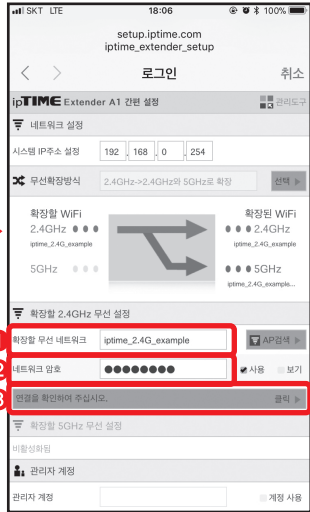 SKT LTE 18:06 100%
setup.iptime.com
iptime_extender_setup
로그인 취소
ipTIME Extender A1 간편 설정 관리도구
네트워크 설정
시스템 IP주소 설정 192 . 168 . 0 . 254
무선확장방식 2.4GHz->2.4GHz와 5GHz로 확장 선택
확장할 WiFi 확장된 WiFi
2.4GHz 2.4GHz
iptime_2.4G_example iptime_2.4G_example
5GHz 5GHz
iptime_2.4G_example...
확장할 2.4GHz 무선 설정
확장할 무선 네트워크 iptime_2.4G_example AP검색
네트워크 암호 ●●●●●●●● 사용 보기
연결을 확인하여 주십시오. 클릭
확장할 5GHz 무선 설정
비활성화됨
관리자 계정
관리자 계정 계정 사용